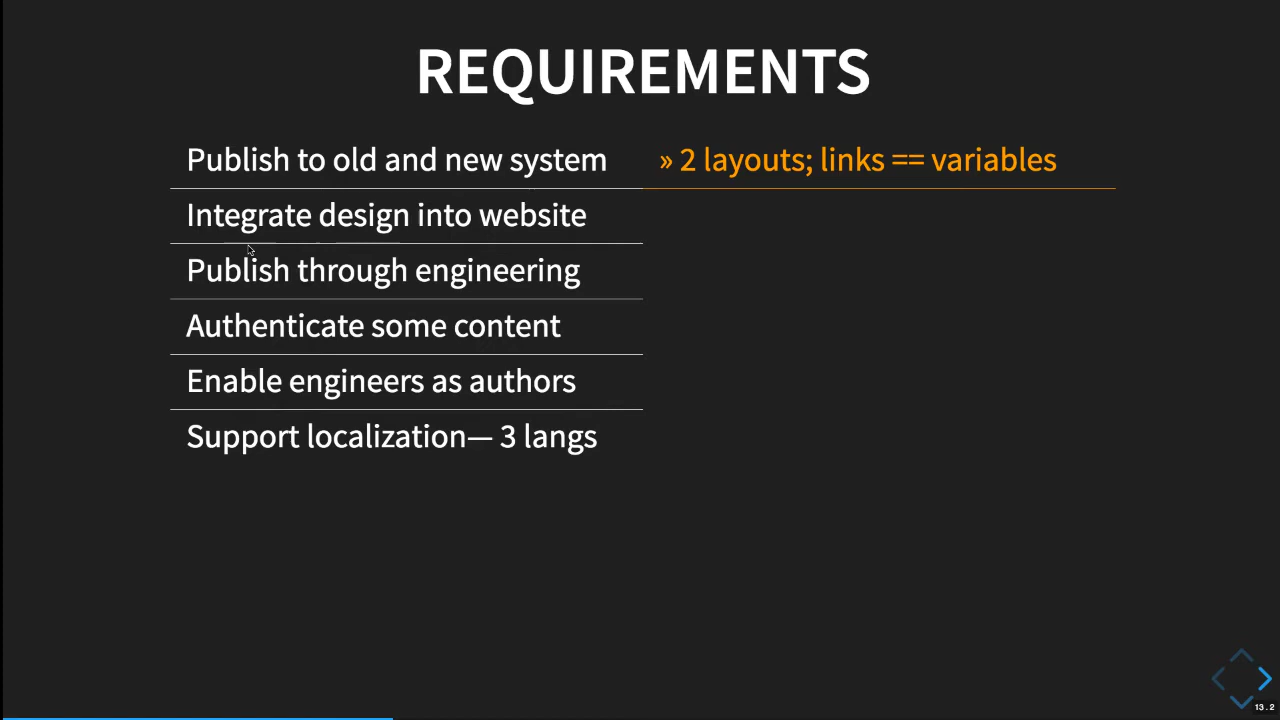 REQUIREMENTS
Publish to old and new system » 2 layouts; links == variables
Integrate design into website
Publish through engineering
Authenticate some content
Enable engineers as authors
Support localization— 3 langs
13.2